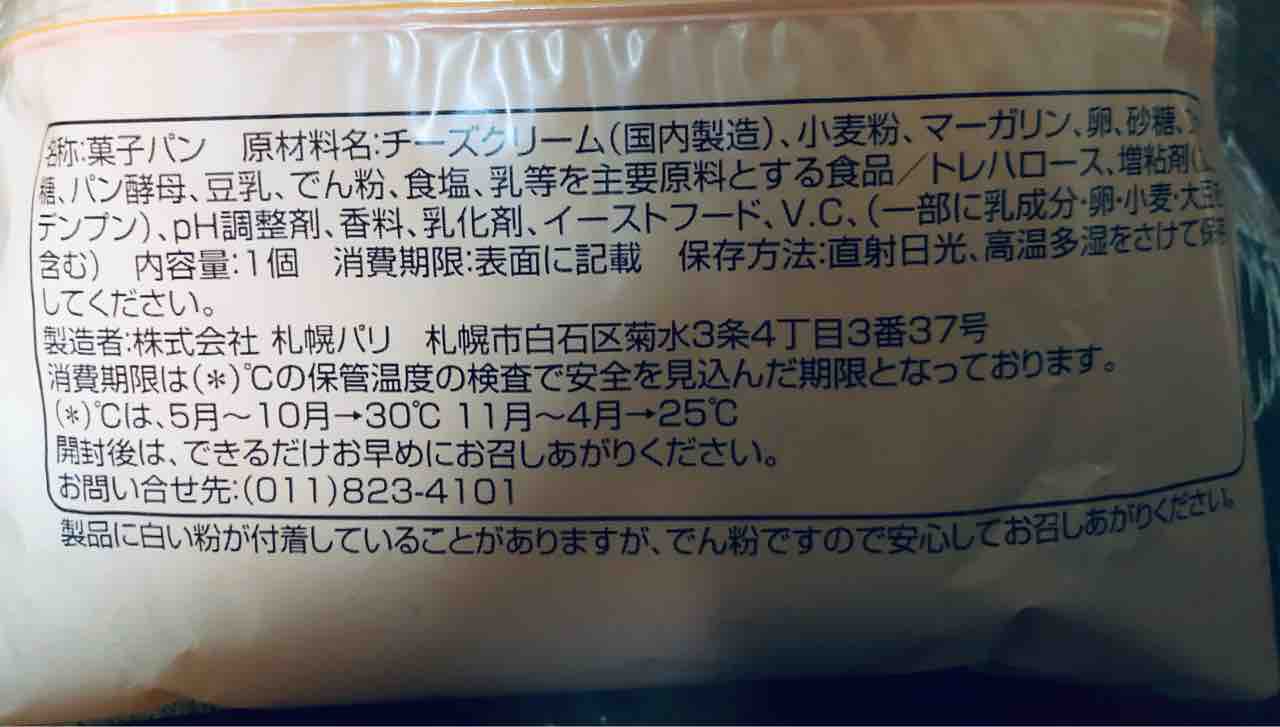 名称:菓子パン 原材料名:チーズクリーム(国内製造)、小麦粉、マーガリン、卵、砂糖、
糖、パン酵母、豆乳、でん粉、食塩、乳等を主要原料とする食品／トレハロース、増粘剤(
デンプン)、pH調整剤、香料、乳化剤、イーストフード、V.C、(一部に乳成分・卵・小麦・大豆を
含む) 内容量:1個 消費期限:表面に記載 保存方法:直射日光、高温多湿をさけて保存
してください。
製造者:株式会社 札幌パリ 札幌市白石区菊水3条4丁目3番37号
消費期限は(*)℃の保管温度の検査で安全を見込んだ期限となっております。
(*)℃は、5月～10月→30℃ 11月～4月→25℃
開封後は、できるだけお早めにお召しあがりください。
お問い合せ先:(011)823-4101
製品に白い粉が付着していることがありますが、でん粉ですので安心してお召しあがりください。